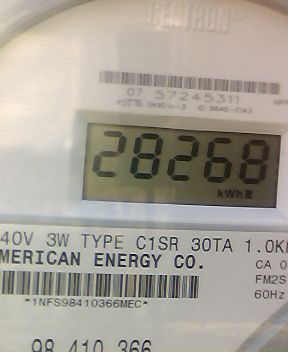 CENTRON
07 57245311
28268
kWh
40V 3W TYPE C1SR 30TA 1.0K
MERICAN ENERGY CO.
CA 0
FM2S
60Hz
*1NFS98410366MEC*
98 410 366